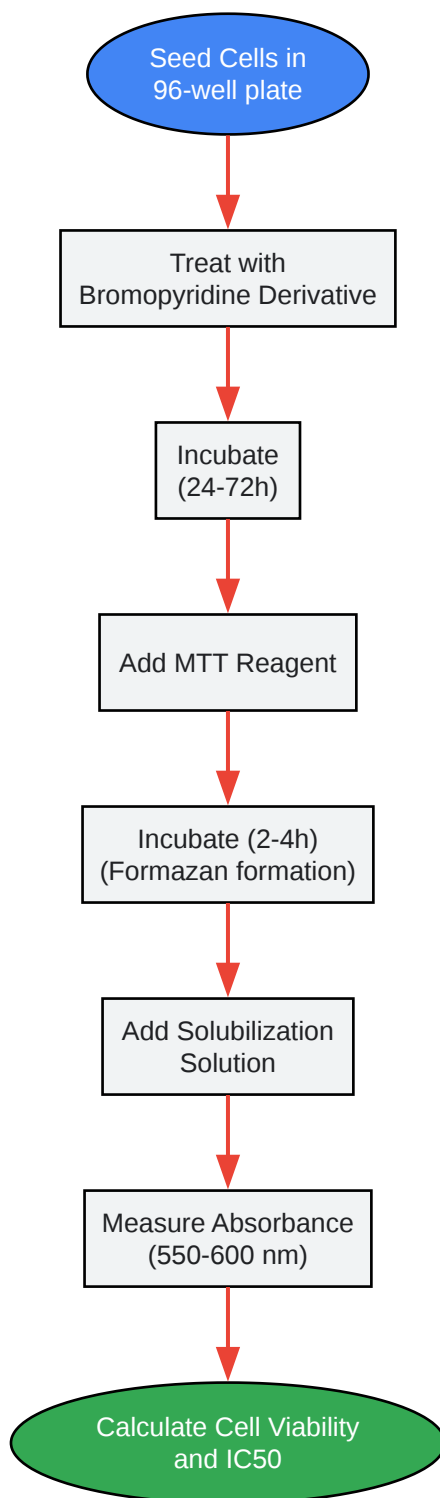 Seed Cells in
96-well plate
Treat with
Bromopyridine Derivative
Incubate
(24-72h)
Add MTT Reagent
Incubate (2-4h)
(Formazan formation)
Add Solubilization
Solution
Measure Absorbance
(550-600 nm)
Calculate Cell Viability
and IC50